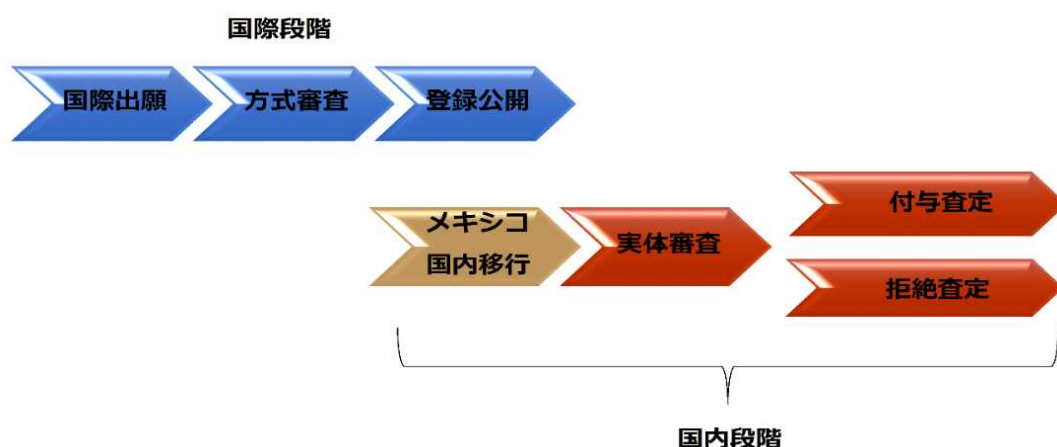 国際段階
国際出願
方式審査
登録公開
メキシコ
国内移行
実体審査
付与査定
拒絶査定
国内段階